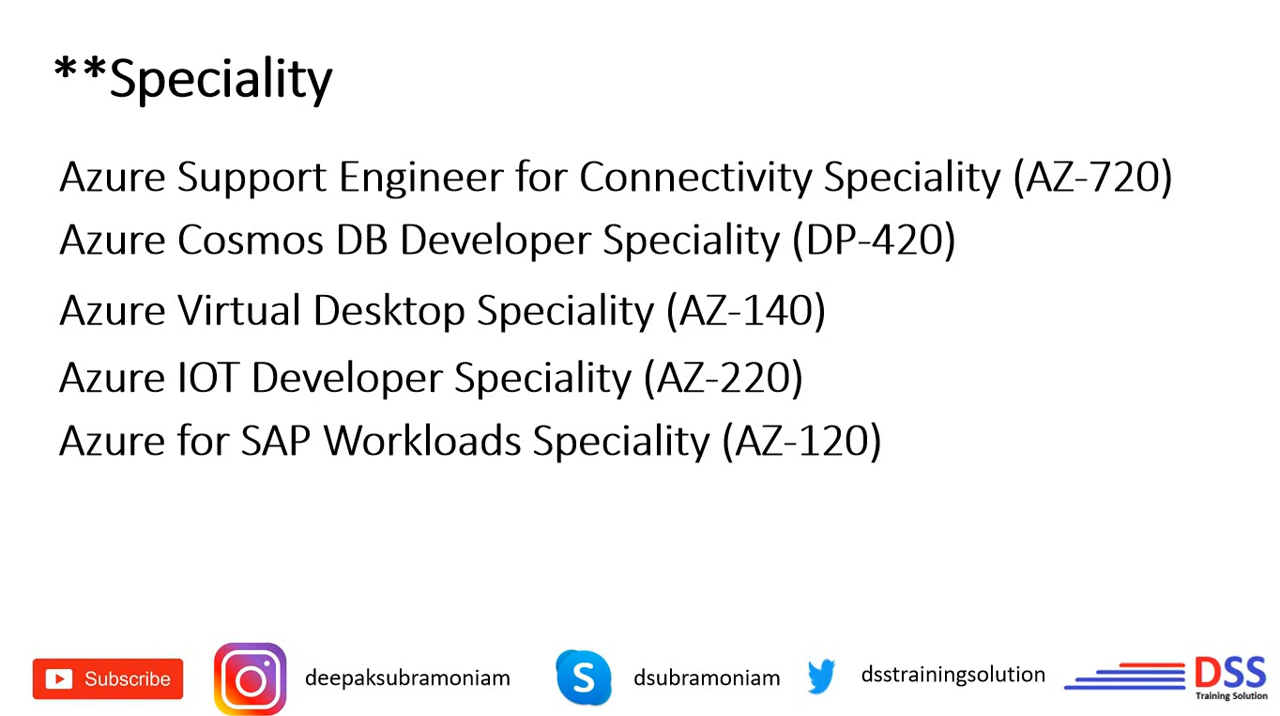 **Speciality
Azure Support Engineer for Connectivity Speciality (AZ-720)
Azure Cosmos DB Developer Speciality (DP-420)
Azure Virtual Desktop Speciality (AZ-140)
Azure IOT Developer Speciality (AZ-220)
Azure for SAP Workloads Speciality (AZ-120)
Subscribe
deepaksubramoniam
S
dsubramoniam
dsstrainingsolution
DSS
Training Solution